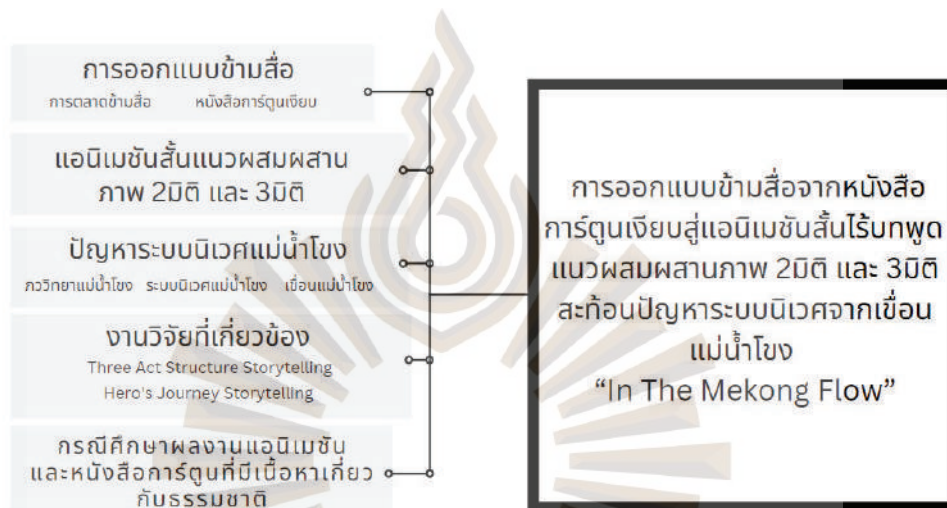 การออกแบบข้ามสื่อ
การตลาดข้ามสื่อ หนังสือการ์ตูนเงียบ
แอนิเมชันสั้นแนวผสมผสาน
ภาพ 2มิติ และ 3มิติ
ปัญหาระบบนิเวศแม่น้ำโขง
ภววิทยาแม่น้ำโขง ระบบนิเวศแม่น้ำโขง เขื่อนแม่น้ำโขง
งานวิจัยที่เกี่ยวข้อง
Three Act Structure Storytelling
Hero's Journey Storytelling
กรณีศึกษาผลงานแอนิเมชัน
และหนังสือการ์ตูนที่มีเนื้อหาเกี่ยว
กับธรรมชาติ
การออกแบบข้ามสื่อจากหนังสือ
การ์ตูนเงียบสู่แอนิเมชันสั้นไร้บทพูด
แนวผสมผสานภาพ 2มิติ และ 3มิติ
สะท้อนปัญหาระบบนิเวศจากเขื่อน
แม่น้ำโขง
“In The Mekong Flow”